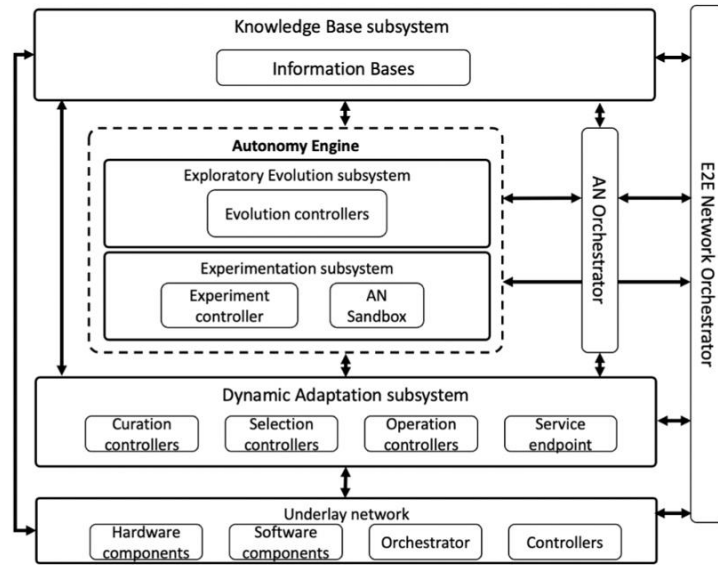 Knowledge Base subsystem
Information Bases
Autonomy Engine
Exploratory Evolution subsystem
Evolution controllers
Experimentation subsystem
Experiment
controller
AN
Sandbox
AN Orchestrator
E2E Network Orchestrator
Dynamic Adaptation subsystem
Curation
controllers
Selection
controllers
Operation
controllers
Service
endpoint
Underlay network
Hardware
components
Software
components
Orchestrator
Controllers